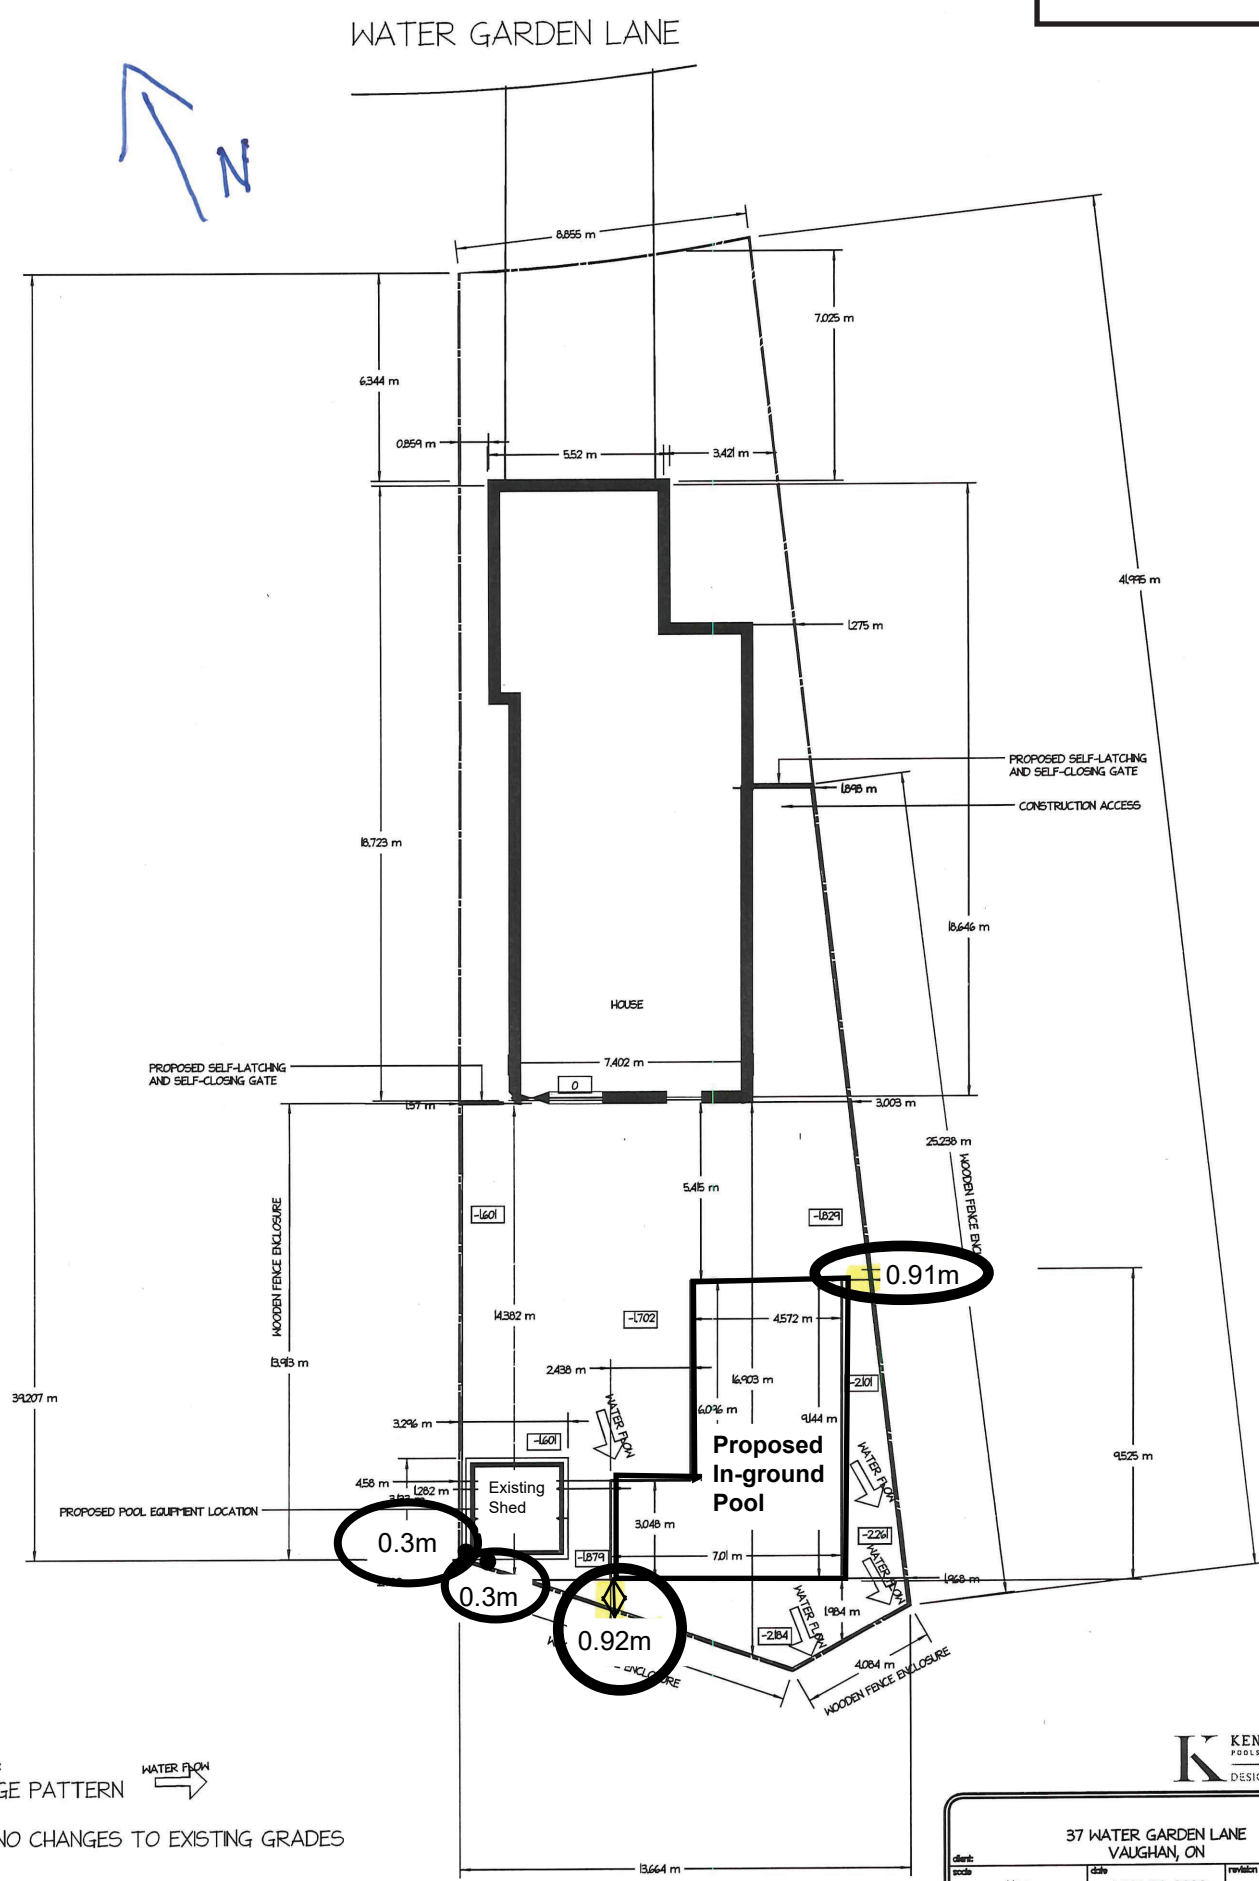 WATER GARDEN LANE
N
8.855 m
7.025 m
6.344 m
0.859 m
5.52 m
3.421 m
41.995 m
1.275 m
PROPOSED SELF-LATCHING
AND SELF-CLOSING GATE
1.898 m
CONSTRUCTION ACCESS
18.723 m
18.646 m
HOUSE
7.402 m
PROPOSED SELF-LATCHING
AND SELF-CLOSING GATE
0
1.57 m
3.003 m
25.238 m
WOODEN FENCE ENCL
5.415 m
-1.601
-1.829
WOODEN FENCE ENCLOSURE
0.91m
14.382 m
-1.702
4.572 m
13.913 m
2.438 m
16.903 m
-2.101
39.207 m
6.096 m
9.144 m
3.296 m
WATER FLOW
-1.601
Proposed
In-ground
Pool
9.525 m
WATER FLOW
4.58 m
1.282 m
Existing
Shed
PROPOSED POOL EQUIPMENT LOCATION
3.048 m
0.3m
-2.261
-1.879
7.01 m
WATER FLOW
1.968 m
0.3m
WATER FLOW
1.984 m
0.92m
-2.184
ENCLOSURE
4.084 m
WOODEN FENCE ENCLOSURE
WATER FLOW
GE PATTERN
NO CHANGES TO EXISTING GRADES
13.664 m
K KEN
POOLS
DESIG
37 WATER GARDEN LANE
VAUGHAN, ON
client:
scale
date
revision